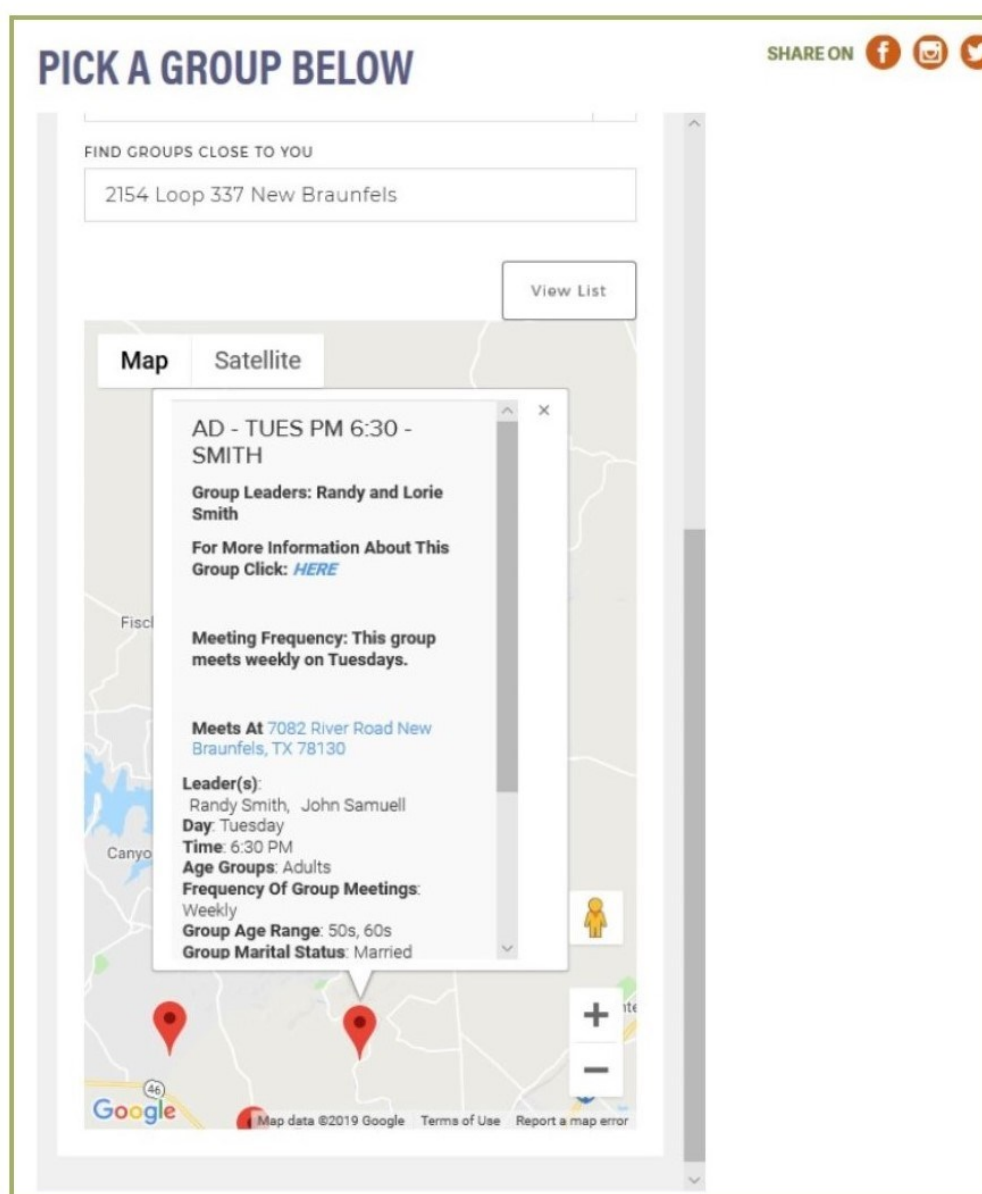 PICK A GROUP BELOW
SHARE ON
FIND GROUPS CLOSE TO YOU
2154 Loop 337 New Braunfels
View List
Map
Satellite
AD - TUES PM 6:30 -
SMITH
Group Leaders: Randy and Lorie
Smith
For More Information About This
Group Click: HERE
Meeting Frequency: This group
meets weekly on Tuesdays.
Meets At 7082 River Road New
Braunfels, TX 78130
Leader(s):
Randy Smith, John Samuell
Day: Tuesday
Time: 6:30 PM
Age Groups: Adults
Frequency Of Group Meetings:
Weekly
Group Age Range: 50s, 60s
Group Marital Status: Married
46
Google
Map data ©2019 Google
Terms of Use
Report a map error